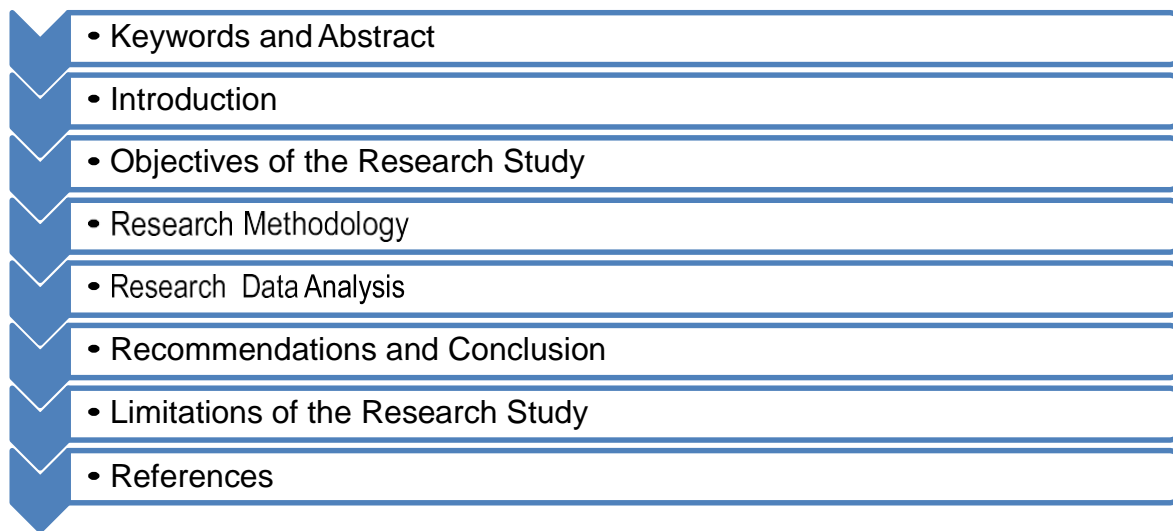 • Keywords and Abstract
• Introduction
• Objectives of the Research Study
• Research Methodology
• Research Data Analysis
• Recommendations and Conclusion
• Limitations of the Research Study
• References